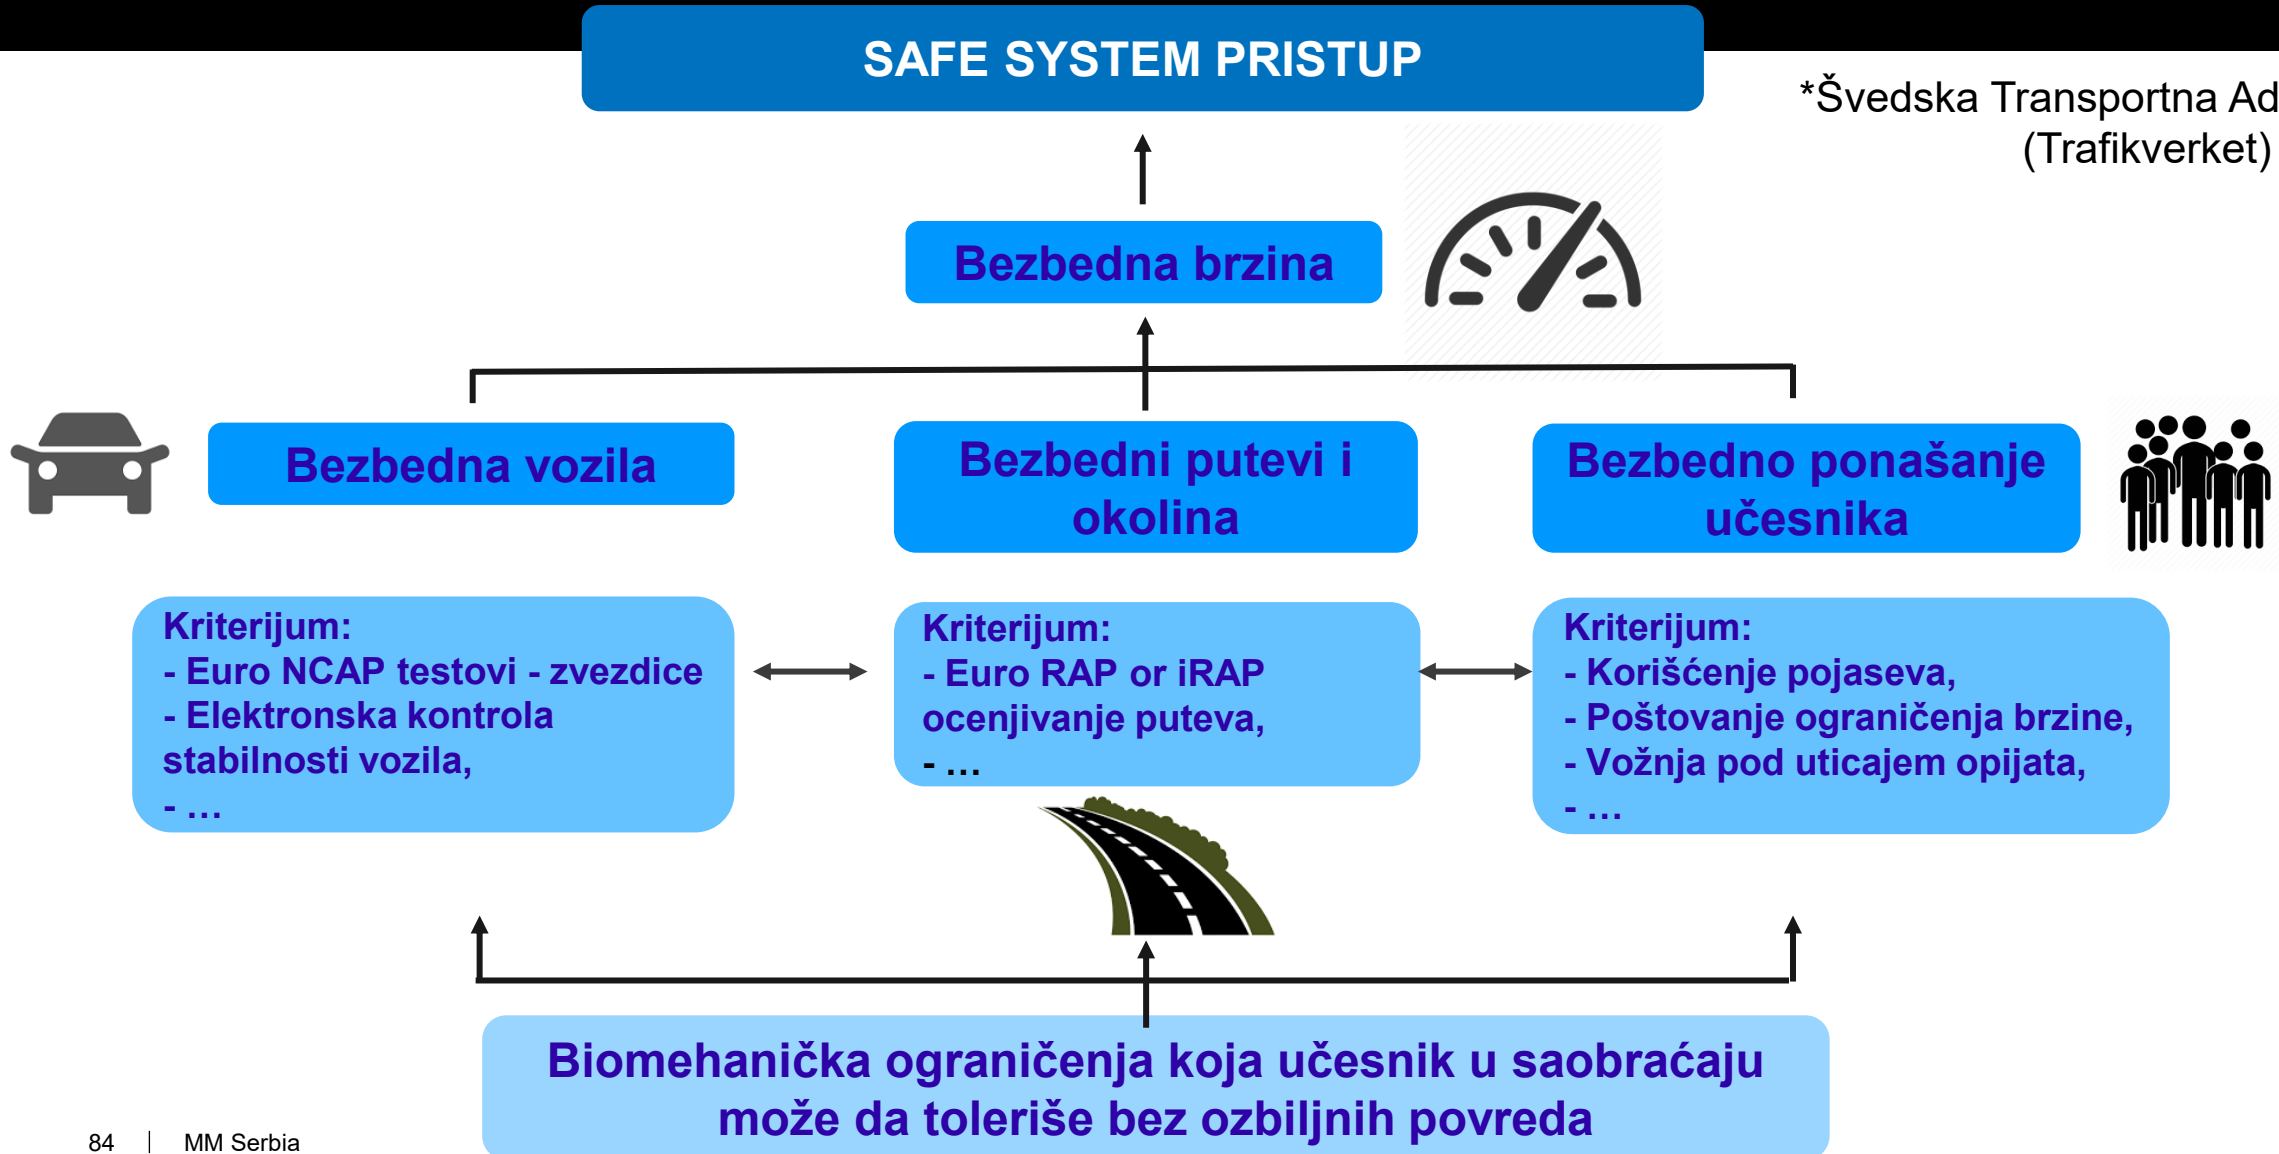 SAFE SYSTEM PRISTUP
*Švedska Transportna Ad
(Trafikverket)
Bezbedna brzina
Bezbedna vozila
Bezbedni putevi i
okolina
Bezbedno ponašanje
učesnika
Kriterijum:
- Euro NCAP testovi - zvezdice
- Elektronska kontrola
stabilnosti vozila,
- ...
Kriterijum:
- Euro RAP or iRAP
ocenjivanje puteva,
- ...
Kriterijum:
- Korišćenje pojaseva,
- Poštovanje ograničenja brzine,
- Vožnja pod uticajem opijata,
- ...
Biomehanička ograničenja koja učesnik u saobraćaju
može da toleriše bez ozbiljnih povreda
84 | MM Serbia